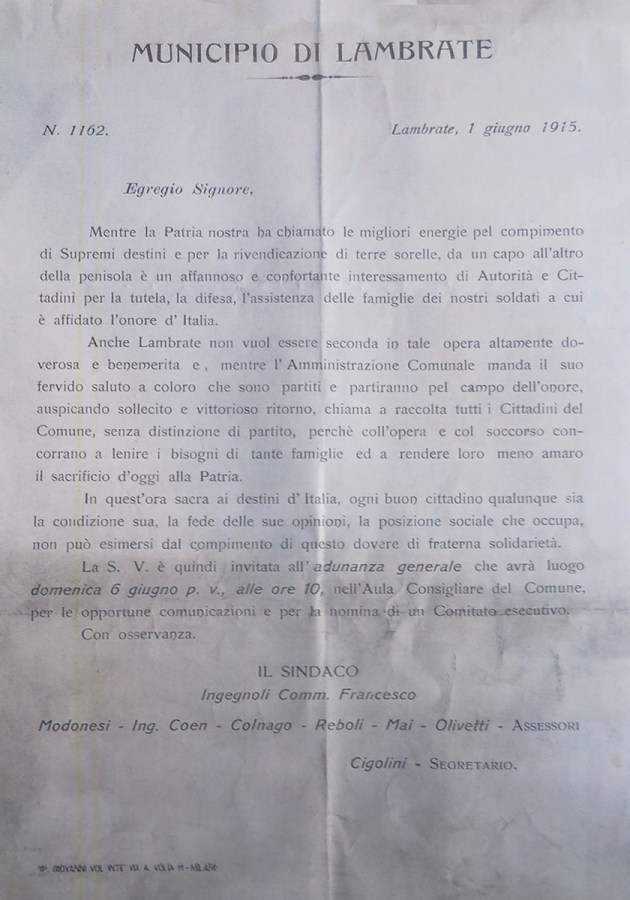 MUNICIPIO DI LAMBRATE
N. 1162.
Lambrate, 1 giugno 1915.
Egregio Signore,
Mentre la Patria nostra ha chiamato le migliori energie pel compimento
di Supremi destini e per la rivendicazione di terre sorelle, da un capo all'altro
della penisola è un affannoso e confortante interessamento di Autorità e Cit-
tadini per la tutela, la difesa, l'assistenza delle famiglie dei nostri soldati a cui
è affidato l'onore d' Italia.
Anche Lambrate non vuol essere seconda in tale opera altamente do-
verosa e benemerita e , mentre l' Amministrazione Comunale manda il suo
fervido saluto a coloro che sono partiti e partiranno pel campo dell'onore,
auspicando sollecito e vittorioso ritorno, chiama a raccolta tutti i Cittadini del
Comune, senza distinzione di partito, perchè coll'opera e col soccorso con-
corrano a lenire i bisogni di tante famiglie ed a rendere loro meno amaro
il sacrificio d'oggi alla Patria.
In quest'ora sacra ai destini d' Italia, ogni buon cittadino qualunque sia
la condizione sua, la fede delle sue opinioni, la posizione sociale che occupa,
non può esimersi dal compimento di questo dovere di fraterna solidarietà.
La S. V. è quindi invitata all' adunanza generale che avrà luogo
domenica 6 giugno p. v., alle ore 10, nell'Aula Consigliare del Comune,
per le opportune comunicazioni e per la nomina di un Comitato esecutivo.
Con osservanza.
IL SINDACO
Ingegnoli Comm. Francesco
Modonesi - Ing. Coen - Colnago - Reboli - Mai - Olivetti - ASSESSORI
Cigolini - SEGRETARIO.
GIOVANNI VIA A. VOLTA - MILANO